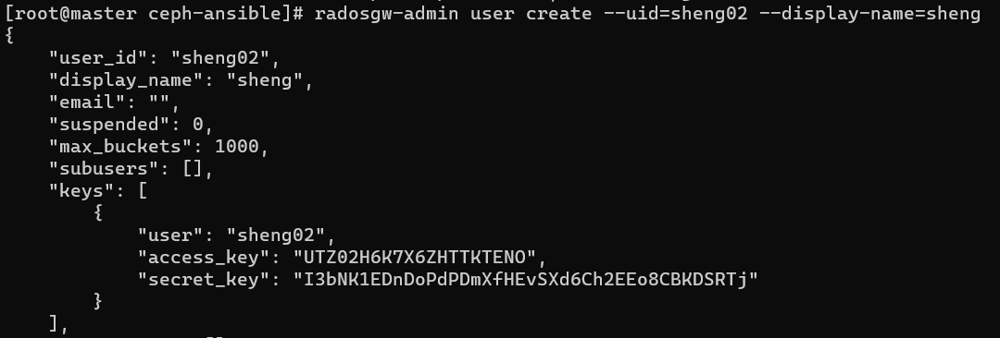 [root@master ceph-ansible]# radosgw-admin user create --uid=sheng02 --display-name=sheng
{
    "user_id": "sheng02",
    "display_name": "sheng",
    "email": "",
    "suspended": 0,
    "max_buckets": 1000,
    "subusers": [],
    "keys": [
        {
            "user": "sheng02",
            "access_key": "UTZ02H6K7X6ZHTTKTENO",
            "secret_key": "I3bNK1EDnDoPdPDmXfHEvSXd6Ch2EEo8CBKDSRTj"
        }
    ],